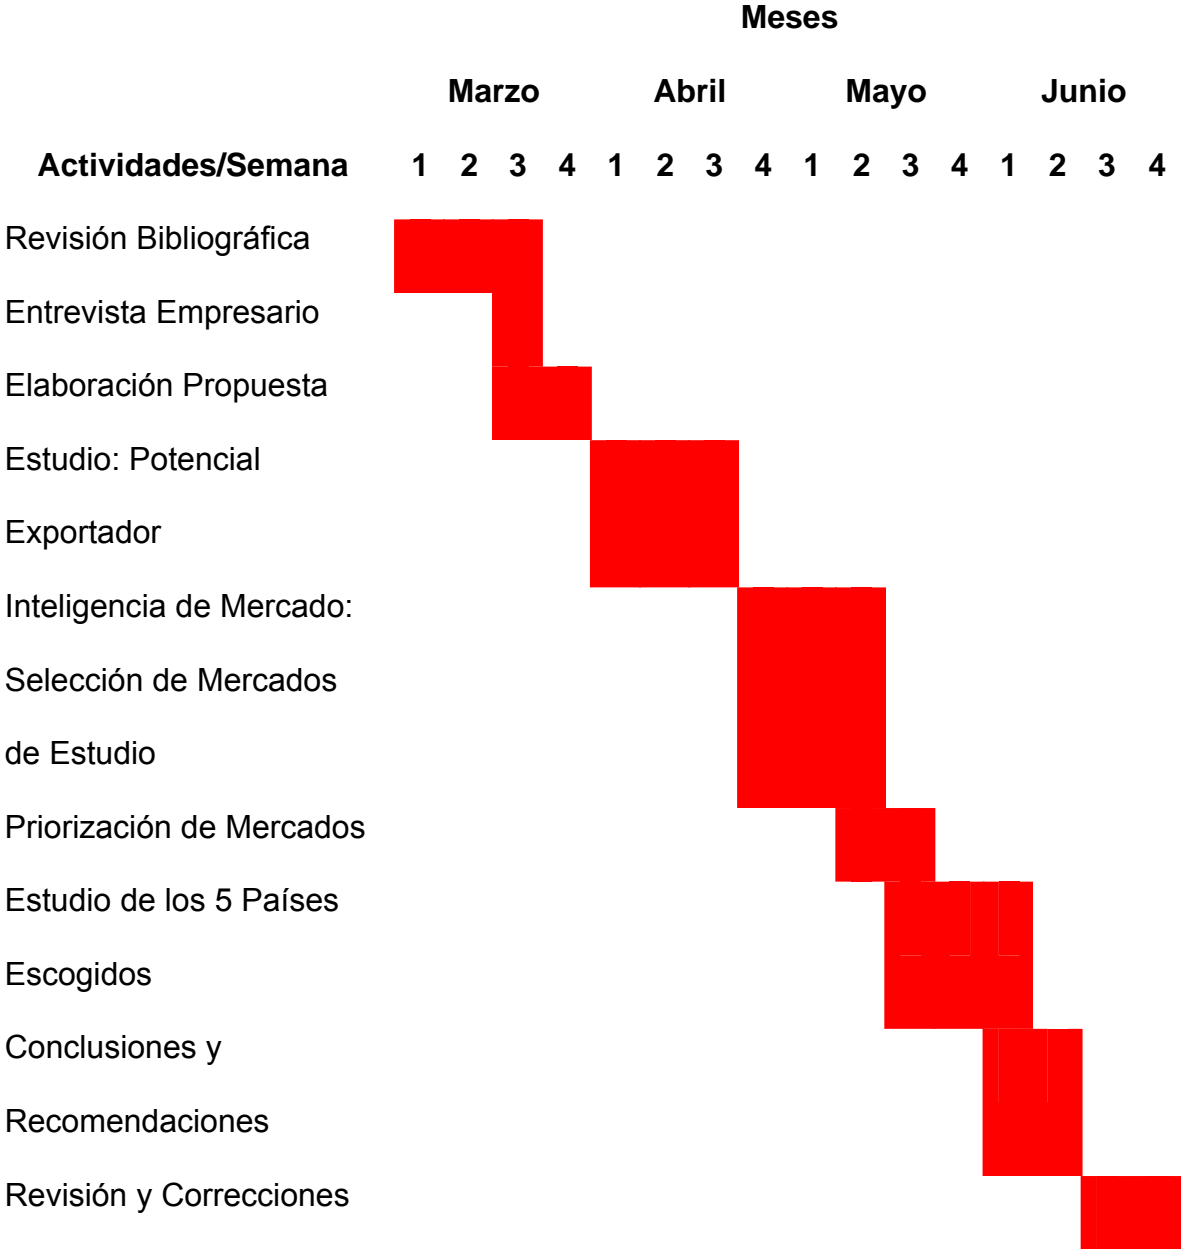 Meses
Marzo Abril Mayo Junio
Actividades/Semana 1 2 3 4 1 2 3 4 1 2 3 4 1 2 3 4
Revisión Bibliográfica
Entrevista Empresario
Elaboración Propuesta
Estudio: Potencial
Exportador
Inteligencia de Mercado:
Selección de Mercados
de Estudio
Priorización de Mercados
Estudio de los 5 Países
Escogidos
Conclusiones y
Recomendaciones
Revisión y Correcciones